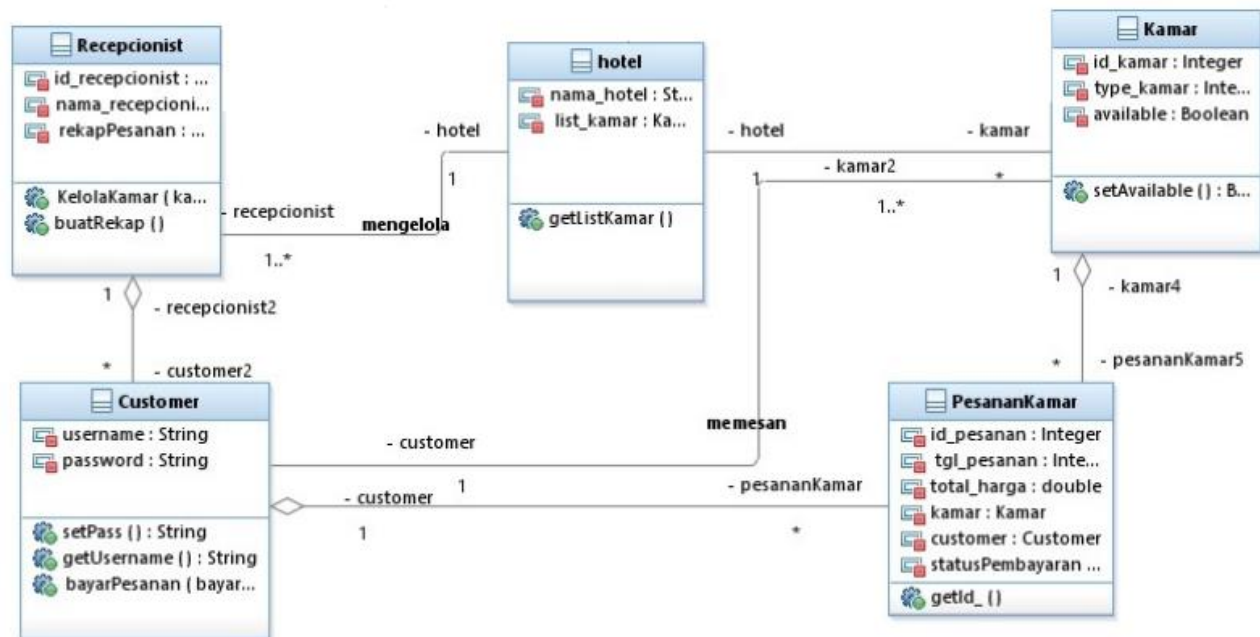 Recepcionist
id_recepcionist : ...
nama_recepcioni...
rekapPesanan : ...
KelolaKamar ( ka...
buatRekap ()
hotel
nama_hotel : St...
list_kamar : Ka...
getListKamar ()
Kamar
id_kamar : Integer
type_kamar : Inte...
available : Boolean
setAvailable () : B...
- hotel
1
- recepcionist
mengelola
1..*
- hotel
1
- kamar
*
- kamar2
1..*
1
- recepcionist2
*
- customer2
1
- kamar4
*
- pesananKamar5
Customer
username : String
password : String
setPass () : String
getUsername () : String
bayarPesanan ( bayar...
memesan
- customer
1
- customer
1
- pesananKamar
*
PesananKamar
id_pesanan : Integer
tgl_pesanan : Inte...
total_harga : double
kamar : Kamar
customer : Customer
statusPembayaran ...
getId_ ()